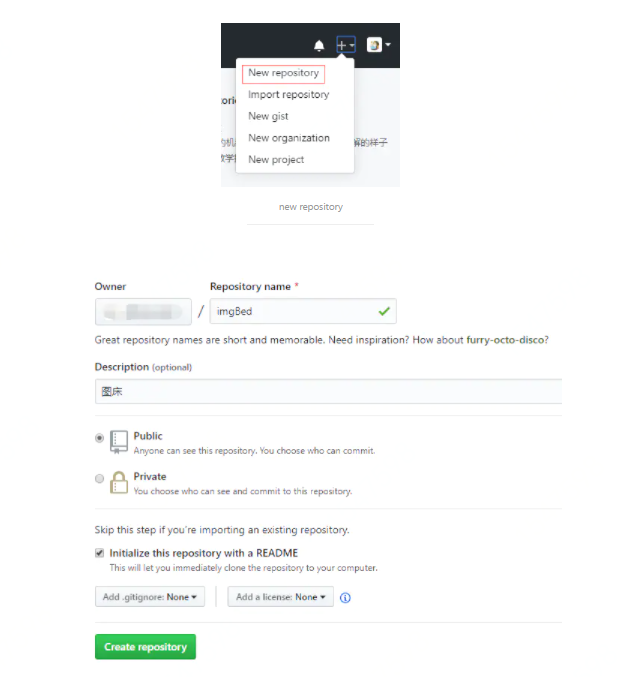 New repository
Import repository
New gist
New organization
New project
解的样子
new repository
Owner
Repository name *
/
img8ed
Great repository names are short and memorable. Need inspiration? How about furry-octo-disco?
Description (optional)
图床
Public
Anyone can see this repository. You choose who can commit.
Private
You choose who can see and commit to this repository.
Skip this step if you're importing an existing repository.
Initialize this repository with a README
This will let you immediately clone the repository to your computer.
Add .gitignore: None
Add a license: None
Create repository